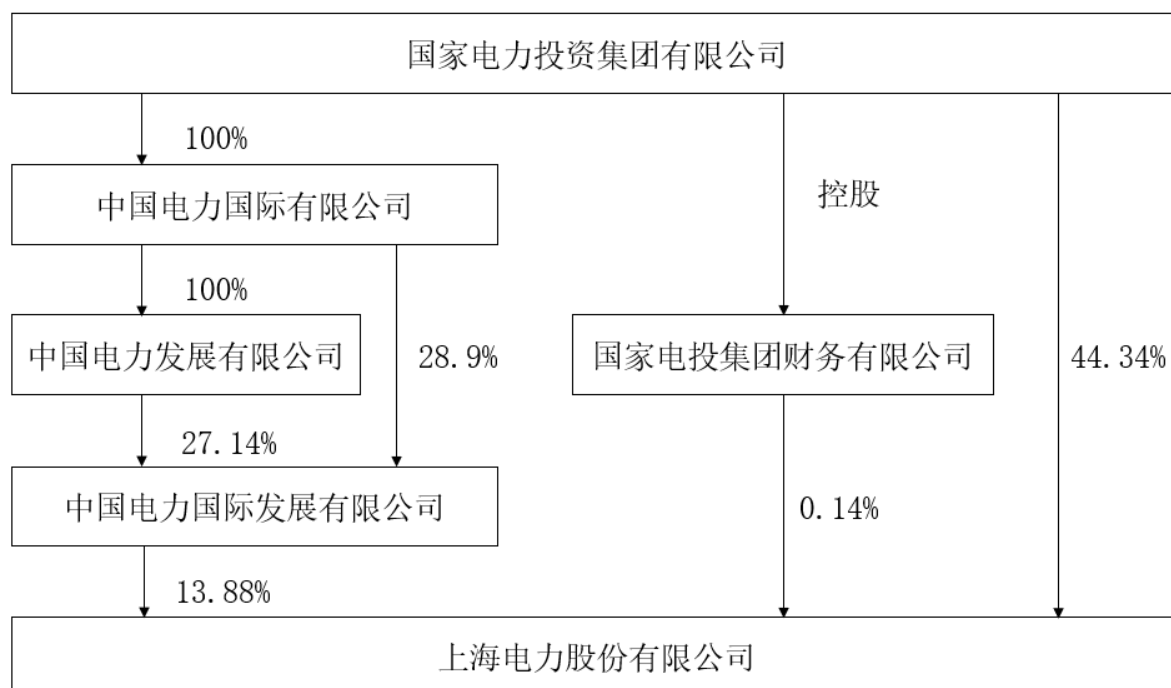 国家电力投资集团有限公司
100%
中国电力国际有限公司
控股
100%
中国电力发展有限公司
28.9%
国家电投集团财务有限公司
44.34%
27.14%
中国电力国际发展有限公司
0.14%
13.88%
上海电力股份有限公司